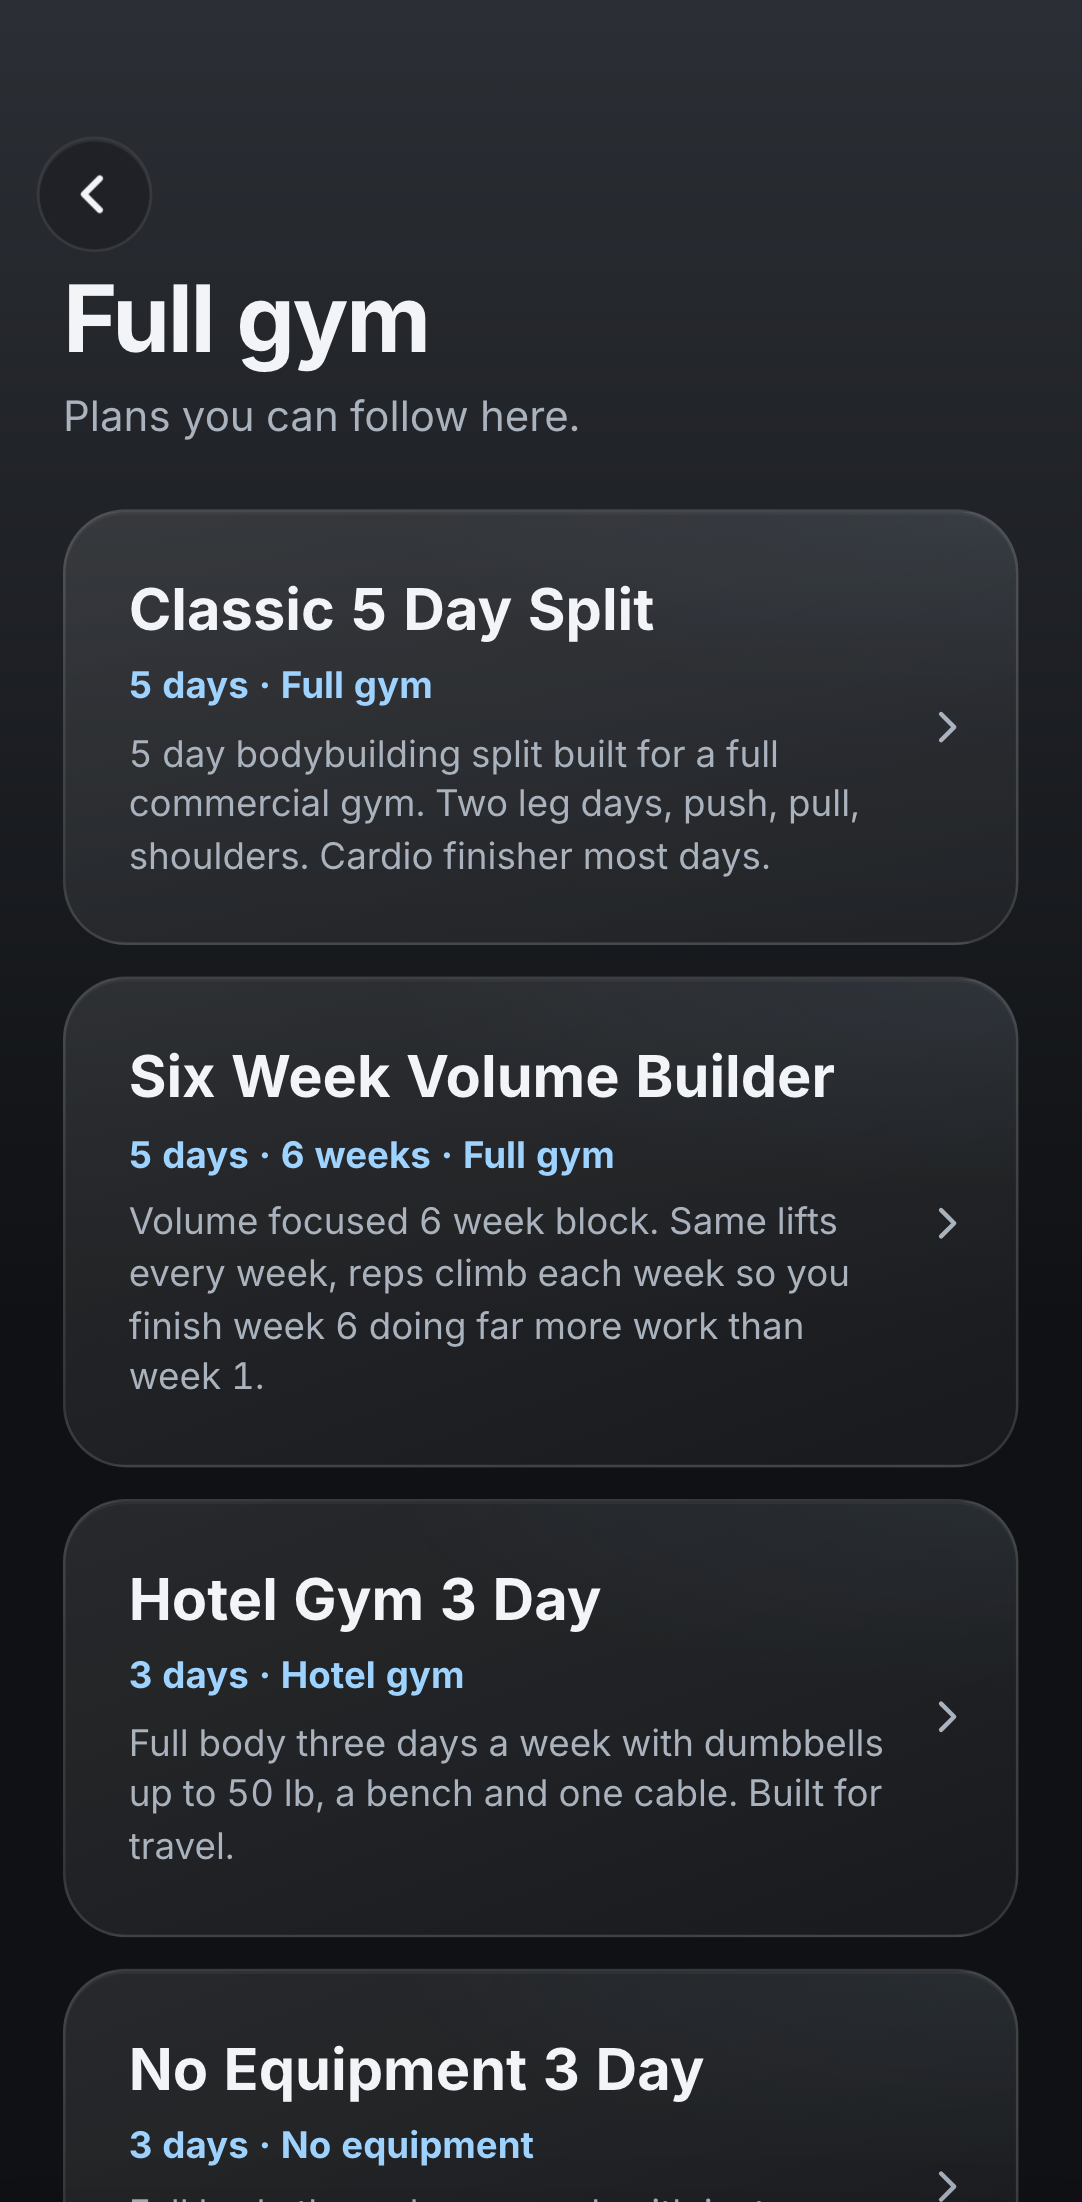 Full gym
Plans you can follow here.
Classic 5 Day Split
5 days · Full gym
5 day bodybuilding split built for a full
commercial gym. Two leg days, push, pull,
shoulders. Cardio finisher most days.
Six Week Volume Builder
5 days · 6 weeks · Full gym
Volume focused 6 week block. Same lifts
every week, reps climb each week so you
finish week 6 doing far more work than
week 1.
Hotel Gym 3 Day
3 days · Hotel gym
Full body three days a week with dumbbells
up to 50 lb, a bench and one cable. Built for
travel.
No Equipment 3 Day
3 days · No equipment